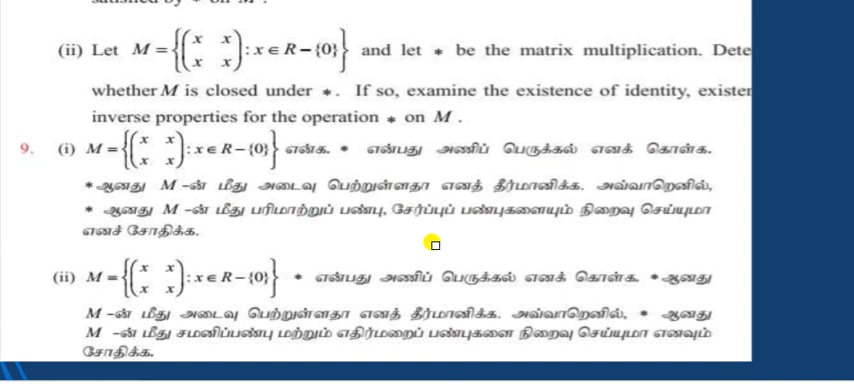 (ii) Let M = {(x x x x) : x ∈ R – {0}} and let * be the matrix multiplication.
whether M is closed under *. If so, examine the existence of identity,
inverse properties for the operation * on M.
9. (i) M = {(x x x x) : x ∈ R – {0}} என்க. * என்பது அணிப் பெருக்கல் எனக் கொள்க.
* ஆனது M -ன் மீது அடைவு பெற்றுள்ளதா எனத் தீர்மானிக்க. அவ்வாறெனில்,
* ஆனது M -ன் மீது பரிமாற்றுப் பண்பு, சேர்ப்புப் பண்புகளையும் நிறைவு செய்யுமா
எனச் சோதிக்க.
(ii) M = {(x x x x) : x ∈ R – {0}} * என்பது அணிப் பெருக்கல் எனக் கொள்க. * ஆனது
M -ன் மீது அடைவு பெற்றுள்ளதா எனத் தீர்மானிக்க. அவ்வாறெனில், * ஆனது
M -ன் மீது சமனிப்பண்பு மற்றும் எதிர்மறைப் பண்புகளை நிறைவு செய்யுமா எனவும்
சோதிக்க.